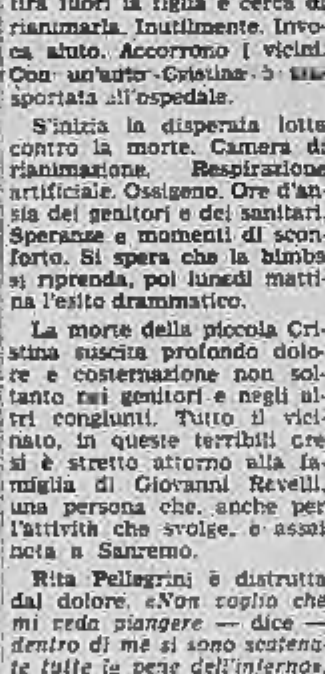 tira fuori la figlia e cerca di
rianimarla. Inutilmente. Invo-
ca aiuto. Accorrono i vicini.
Con un'auto Cristina è tra-
sportata all'ospedale.
S'inizia la disperata lotta
contro la morte. Camera di
rianimazione. Respirazione
artificiale. Ossigeno. Ore d'an-
sia dei genitori e dei sanitari.
Speranze e momenti di scon-
forto. Si spera che la bimba
si riprenda, poi lunedì matti-
na l'esito drammatico.
La morte della piccola Cri-
stina suscita profondo dolo-
re e costernazione non sol-
tanto nei genitori e negli al-
tri congiunti. Tutto il vici-
nato, in queste terribili ore
si è stretto attorno alla fa-
miglia di Giovanni Revelli,
una persona che, anche per
l'attività che svolge, è assai
nota a Sanremo.
Rita Pellegrini è distrutta
dal dolore. «Non voglio che
mi veda piangere — dice —
dentro di me si sono scatena-
te tutte le pene dell'inferno».